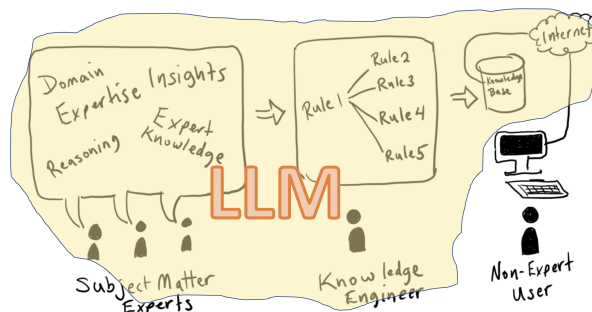 Domain
Expertise Insights
Reasoning
Expert
Knowledge
Rule1
Rule2
Rule3
Rule4
Rule5
Knowledge
Base
Internet
LLM
Subject Matter
Experts
Knowledge
Engineer
Non-Expert
User